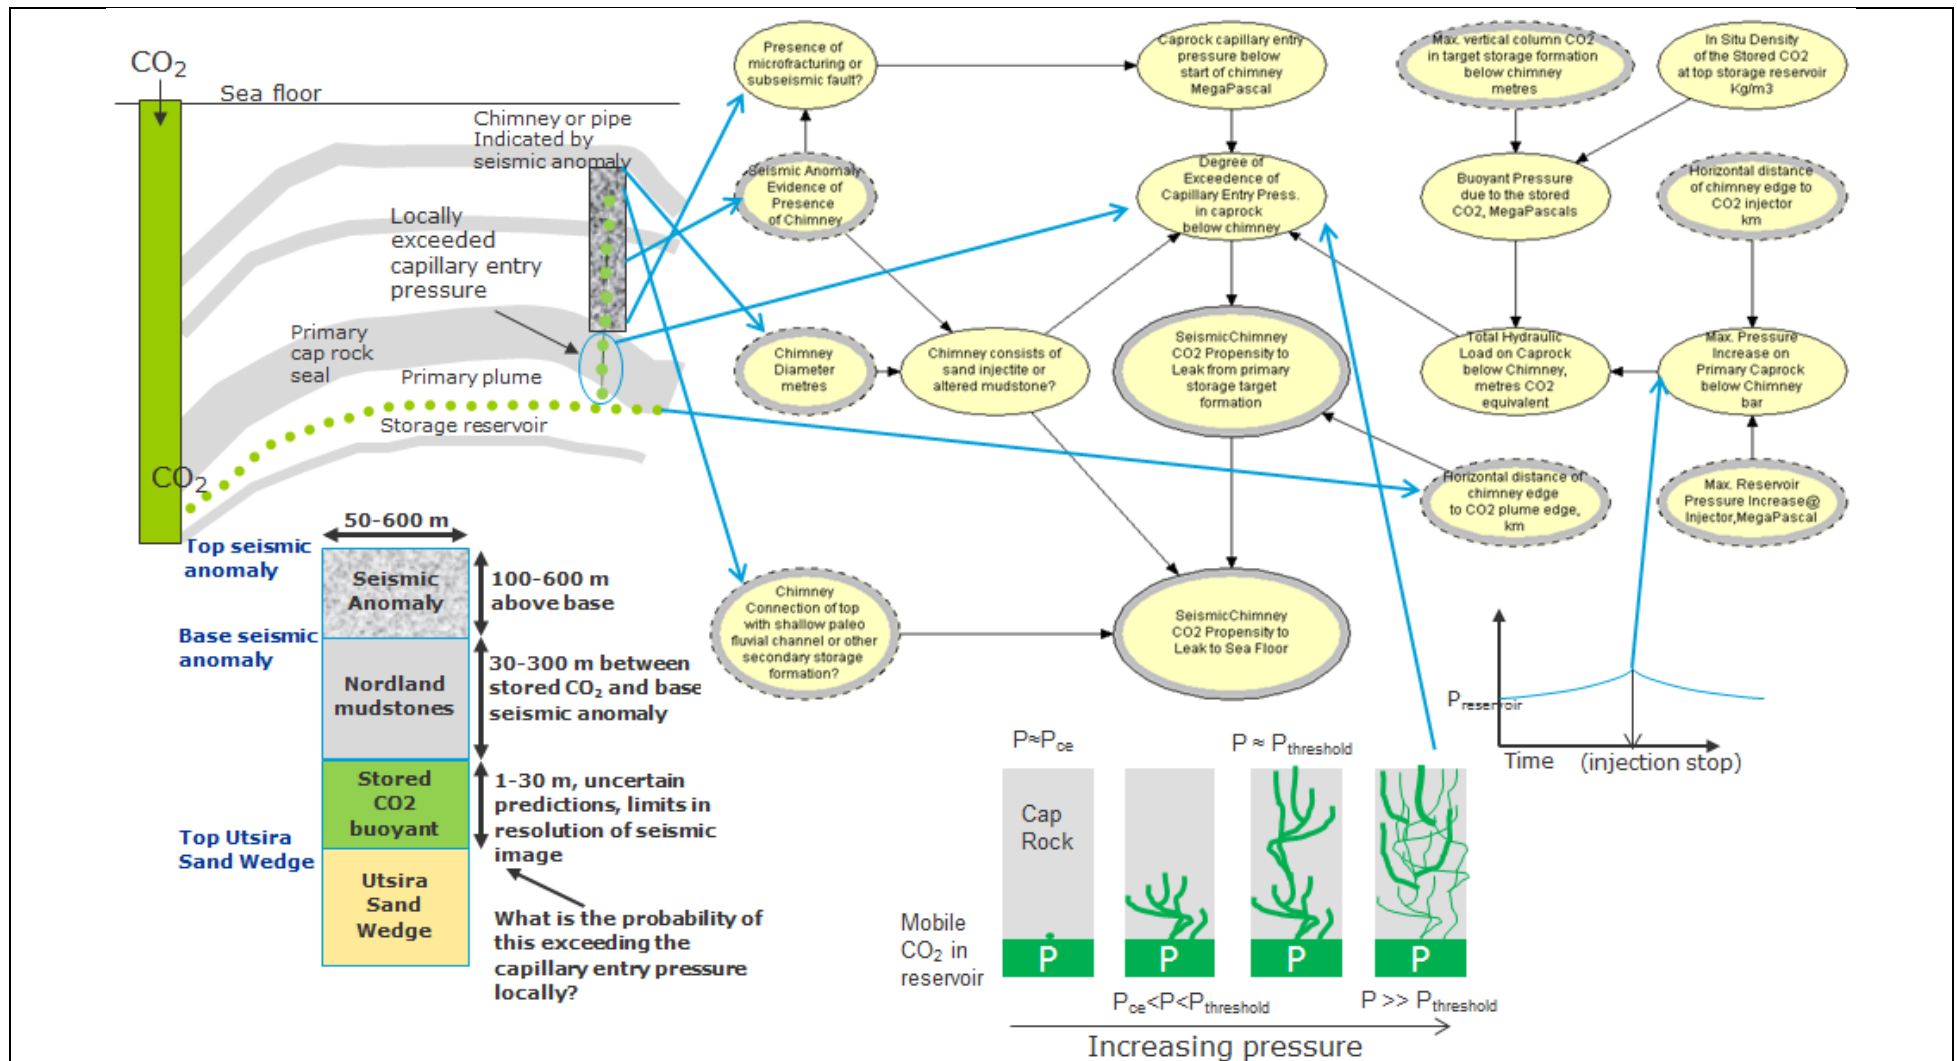 CO2
Sea floor
Chimney or pipe
Indicated by
seismic anomaly
Locally
exceeded
capillary entry
pressure
Primary
cap rock
seal
Primary plume
Storage reservoir
CO2
Presence of
microfracturing or
subseismic fault?
Caprock capillary entry
pressure below
start of chimney
MegaPascal
Max. vertical column CO2
in target storage formation
below chimney
metres
In Situ Density
of the Stored CO2
at top storage reservoir
Kg/m3
Seismic Anomaly
Evidence of
Presence
of Chimney
Degree of
Exceedence of
Capillary Entry Press.
in caprock
below chimney
Buoyant Pressure
due to the stored
CO2, MegaPascals
Horizontal distance
of chimney edge to
CO2 injector
km
Chimney
Diameter
metres
Chimney consists of
sand injectite or
altered mudstone?
SeismicChimney
CO2 Propensity to
Leak from primary
storage target
formation
Total Hydraulic
Load on Caprock
below Chimney,
metres CO2
equivalent
Max. Pressure
Increase on
Primary Caprock
below Chimney
bar
Horizontal distance of
chimney edge
to CO2 plume edge,
km
Max. Reservoir
Pressure Increase@
Injector,MegaPascal
Chimney
Connection of top
with shallow paleo
fluvial channel or other
secondary storage
formation?
SeismicChimney
CO2 Propensity to
Leak to Sea Floor
50-600 m
Top seismic
anomaly
Seismic
Anomaly
100-600 m
above base
Base seismic
anomaly
Nordland
mudstones
30-300 m between
stored CO2 and base
seismic anomaly
Stored
CO2
buoyant
1-30 m, uncertain
predictions, limits in
resolution of seismic
image
Top Utsira
Sand Wedge
Utsira
Sand
Wedge
What is the probability of
this exceeding the
capillary entry pressure
locally?
Preservoir
Time
(injection stop)
P≈Pce
P ≈ Pthreshold
Cap
Rock
Mobile
CO2 in
reservoir
P
P
P
P
Pce<P<Pthreshold
P >> Pthreshold
Increasing pressure